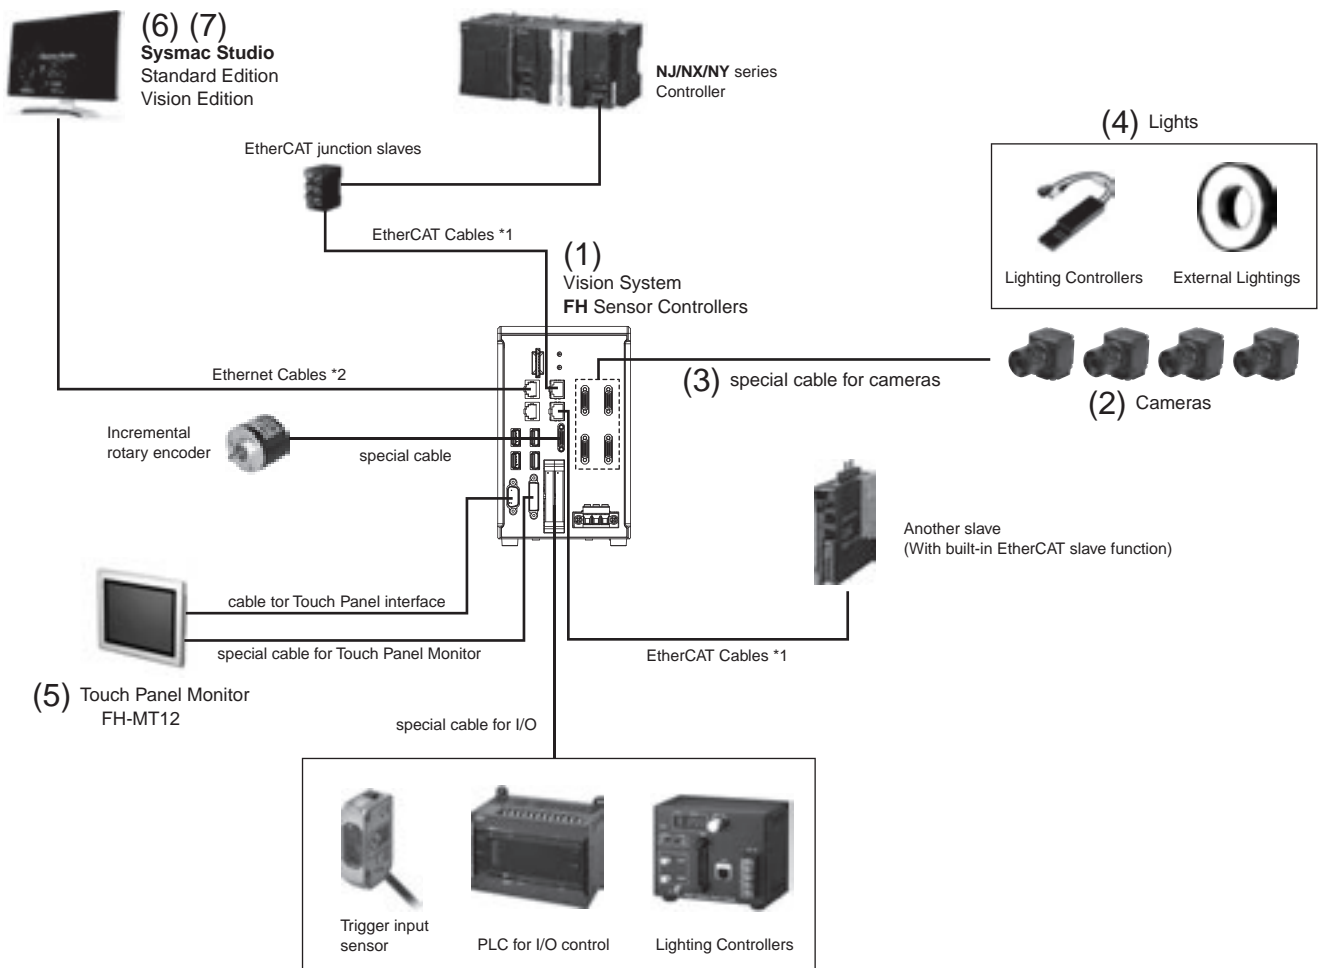 (6) (7)
Sysmac Studio
Standard Edition
Vision Edition
NJ/NX/NY series
Controller
(4) Lights
EtherCAT junction slaves
EtherCAT Cables *1
(1)
Vision System
FH Sensor Controllers
Lighting Controllers
External Lightings
Ethernet Cables *2
(3) special cable for cameras
(2) Cameras
Incremental
rotary encoder
special cable
Another slave
(With built-in EtherCAT slave function)
cable tor Touch Panel interface
special cable for Touch Panel Monitor
EtherCAT Cables *1
(5) Touch Panel Monitor
FH-MT12
special cable for I/O
Trigger input
sensor
PLC for I/O control
Lighting Controllers